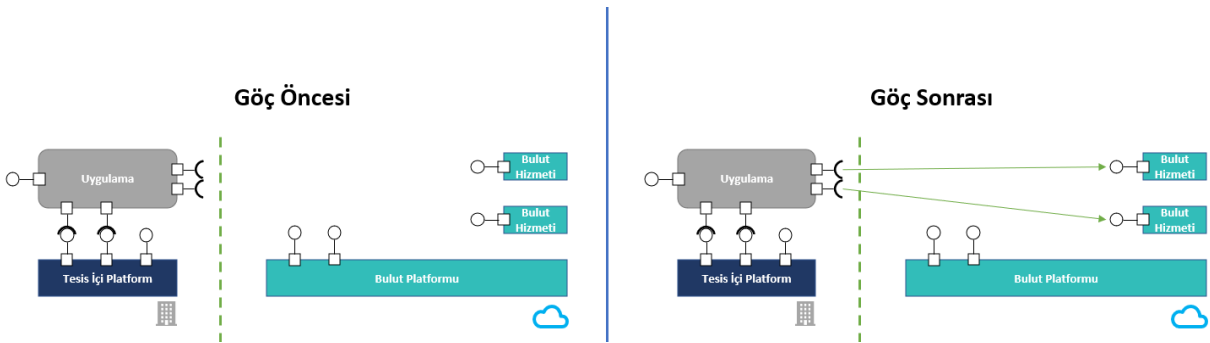 Göç Öncesi
Uygulama
Bulut
Hizmeti
Bulut
Hizmeti
Tesis İçi Platform
Bulut Platformu
Göç Sonrası
Uygulama
Bulut
Hizmeti
Bulut
Hizmeti
Tesis İçi Platform
Bulut Platformu